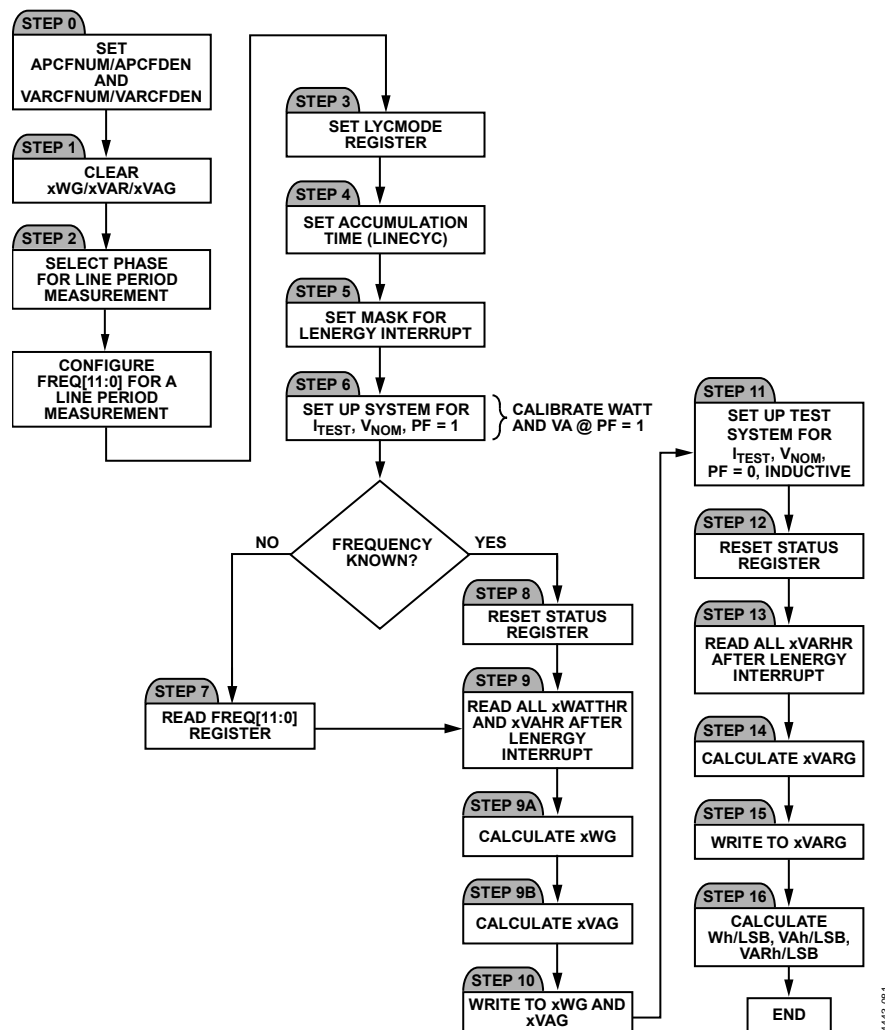 STEP 0
SET
APCFNUM/APCFDEN
AND
VARCFNUM/VARCFDEN
STEP 1
CLEAR
xWG/xVAR/xVAG
STEP 2
SELECT PHASE
FOR LINE PERIOD
MEASUREMENT
CONFIGURE
FREQ[11:0] FOR A
LINE PERIOD
MEASUREMENT
STEP 3
SET LYCMODE
REGISTER
STEP 4
SET ACCUMULATION
TIME (LINECYC)
STEP 5
SET MASK FOR
LENERGY INTERRUPT
STEP 6
SET UP SYSTEM FOR
ITEST, VNOM, PF = 1
CALIBRATE WATT
AND VA @ PF = 1
FREQUENCY
KNOWN?
NO
YES
STEP 7
READ FREQ[11:0]
REGISTER
STEP 8
RESET STATUS
REGISTER
STEP 9
READ ALL xWATTHR
AND xVAHR AFTER
LENERGY
INTERRUPT
STEP 9A
CALCULATE xWG
STEP 9B
CALCULATE xVAG
STEP 10
WRITE TO xWG AND
xVAG
STEP 11
SET UP TEST
SYSTEM FOR
ITEST, VNOM,
PF = 0, INDUCTIVE
STEP 12
RESET STATUS
REGISTER
STEP 13
READ ALL xVARHR
AFTER LENERGY
INTERRUPT
STEP 14
CALCULATE xVARG
STEP 15
WRITE TO xVARG
STEP 16
CALCULATE
Wh/LSB, VAh/LSB,
VARh/LSB
END